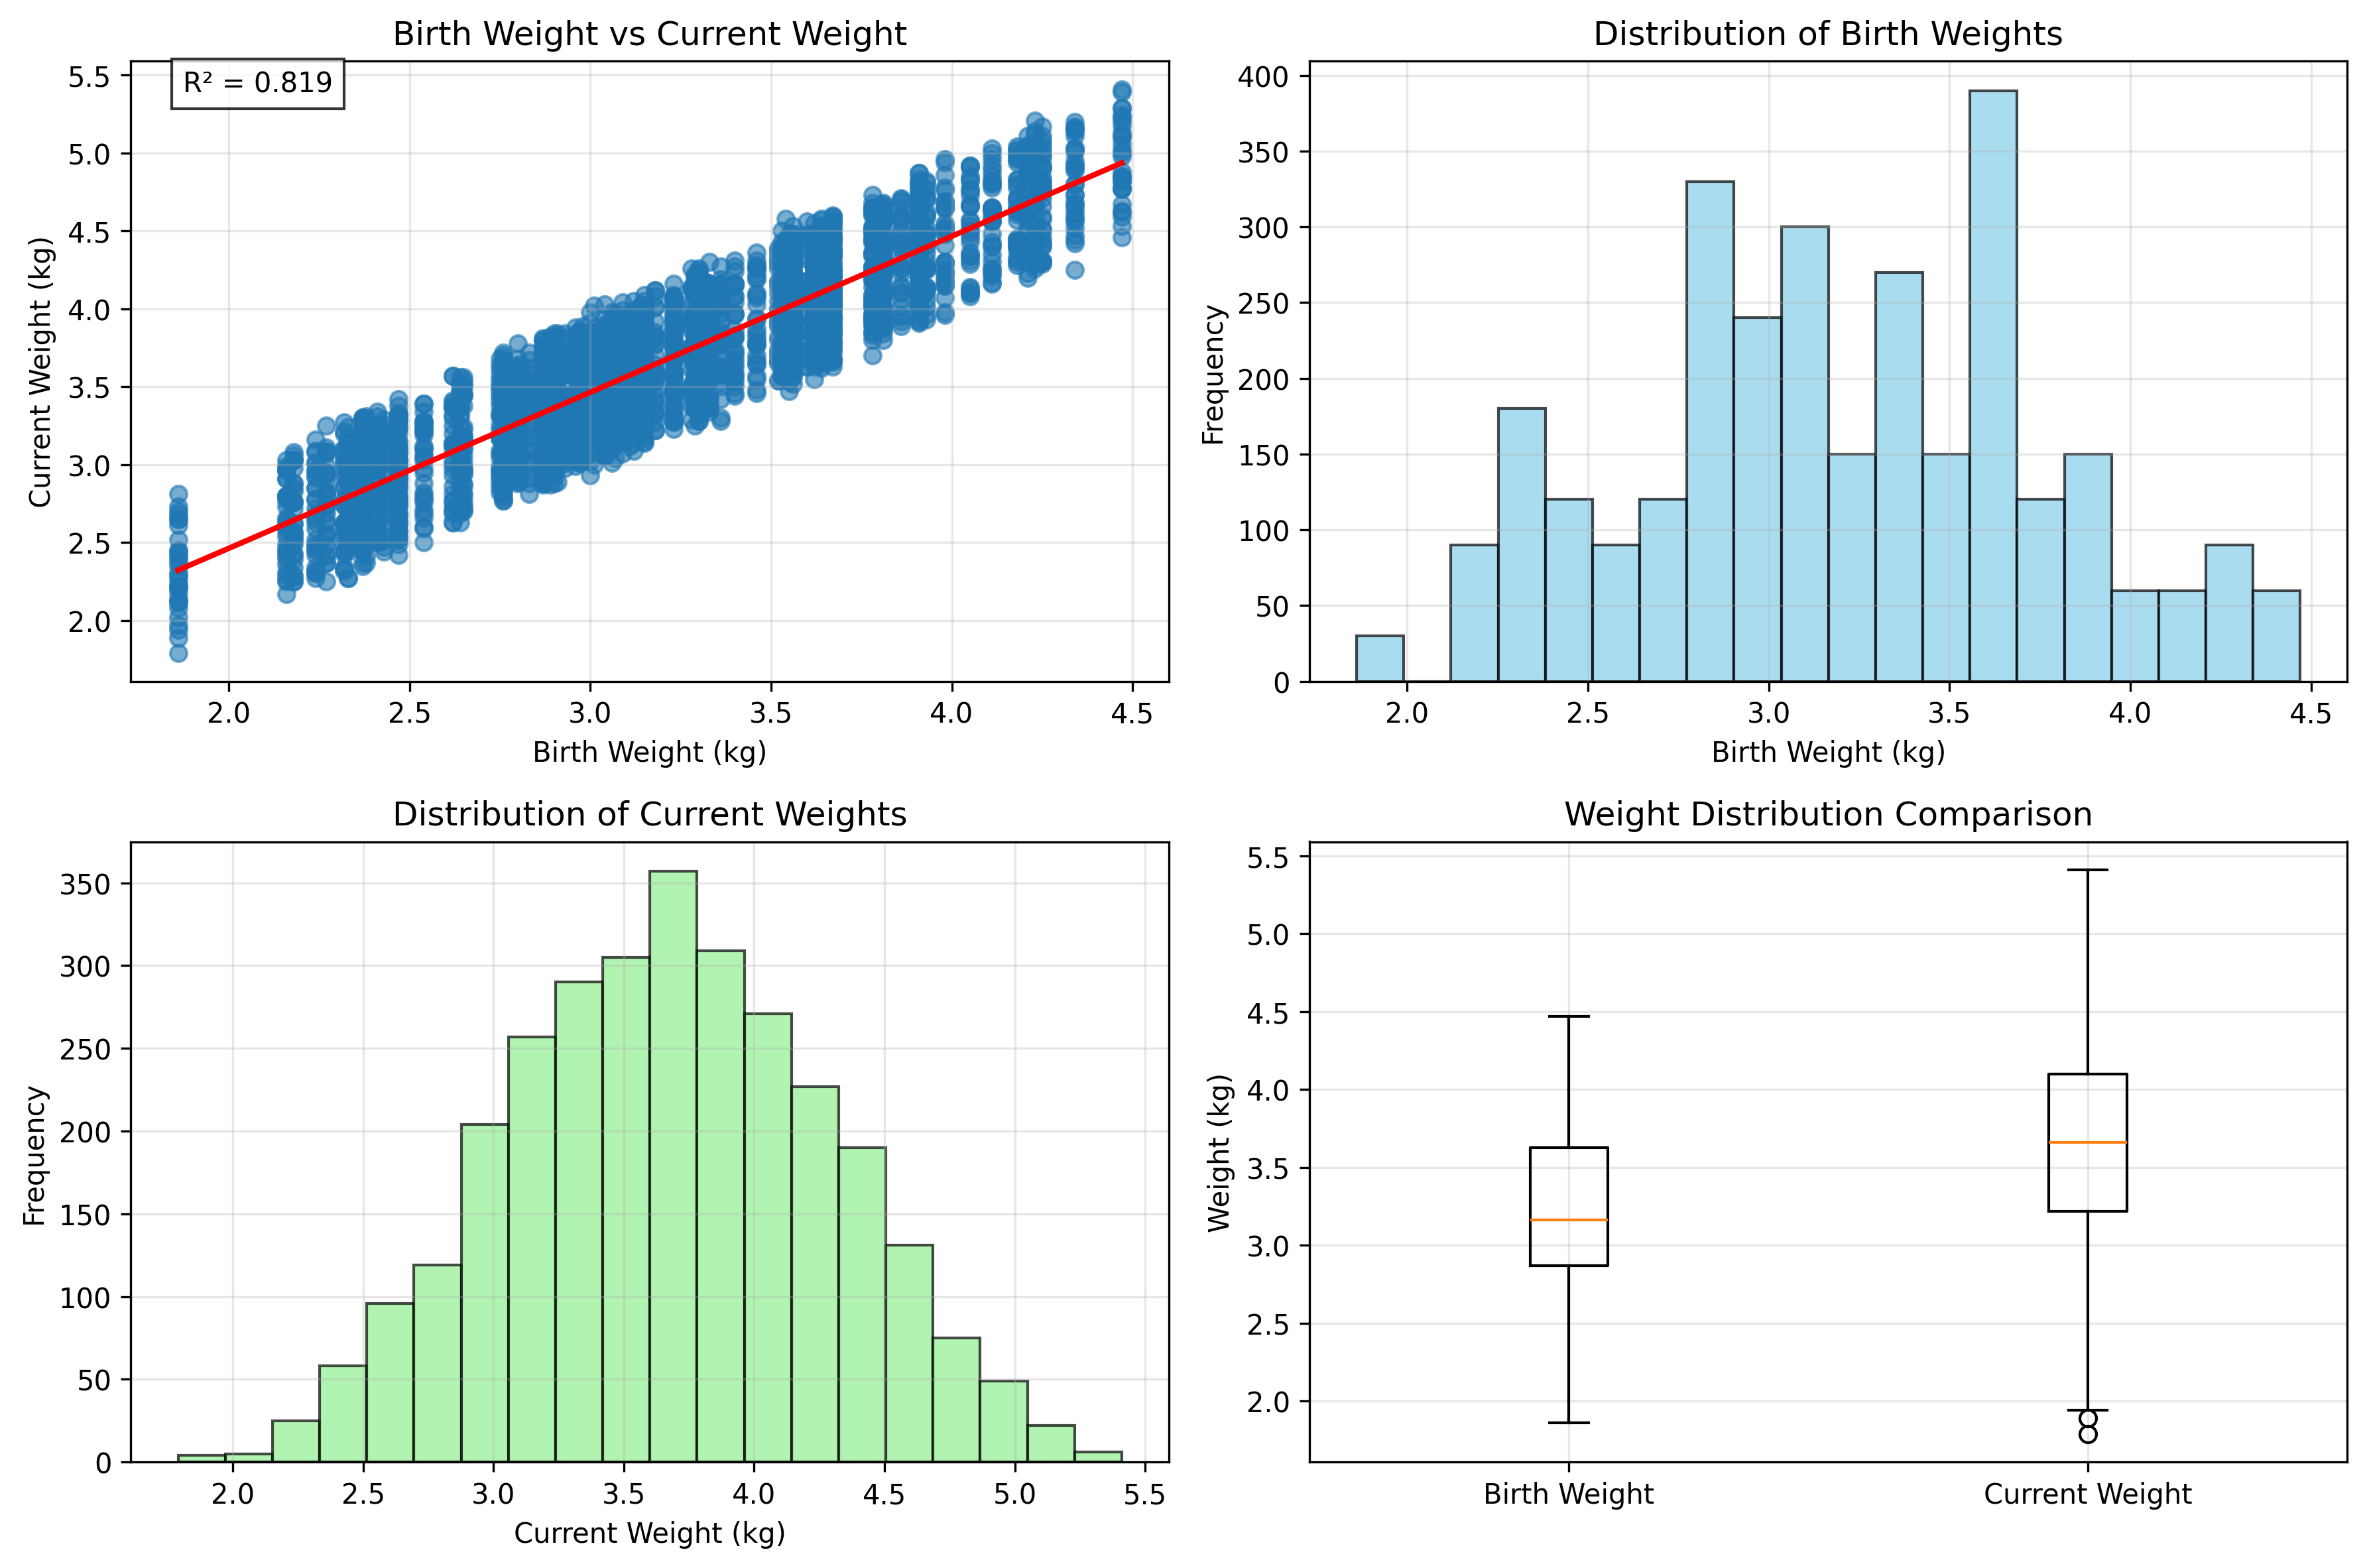 Birth Weight vs Current Weight
R² = 0.819
5.5
5.0
4.5
4.0
3.5
3.0
2.5
2.0
Current Weight (kg)
2.0 2.5 3.0 3.5 4.0 4.5
Birth Weight (kg)
Distribution of Birth Weights
400
350
300
250
200
150
100
50
0
Frequency
2.0 2.5 3.0 3.5 4.0 4.5
Birth Weight (kg)
Distribution of Current Weights
350
300
250
200
150
100
50
0
Frequency
2.0 2.5 3.0 3.5 4.0 4.5 5.0 5.5
Current Weight (kg)
Weight Distribution Comparison
5.5
5.0
4.5
4.0
3.5
3.0
2.5
2.0
Weight (kg)
Birth Weight Current Weight